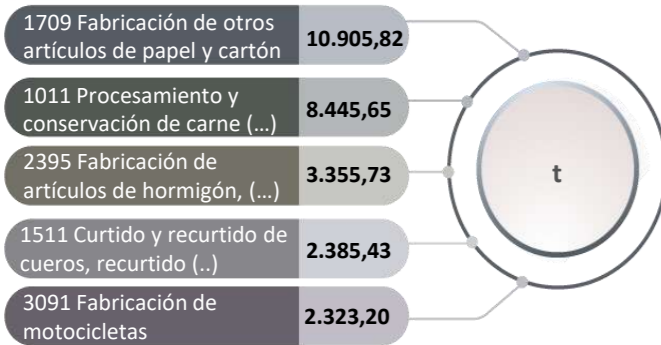 1709 Fabricación de otros
artículos de papel y cartón
10.905,82
1011 Procesamiento y
conservación de carne (...)
8.445,65
2395 Fabricación de
artículos de hormigón, (...)
3.355,73
1511 Curtido y recurtido de
cueros, recurtido (..)
2.385,43
3091 Fabricación de
motocicletas
2.323,20
t